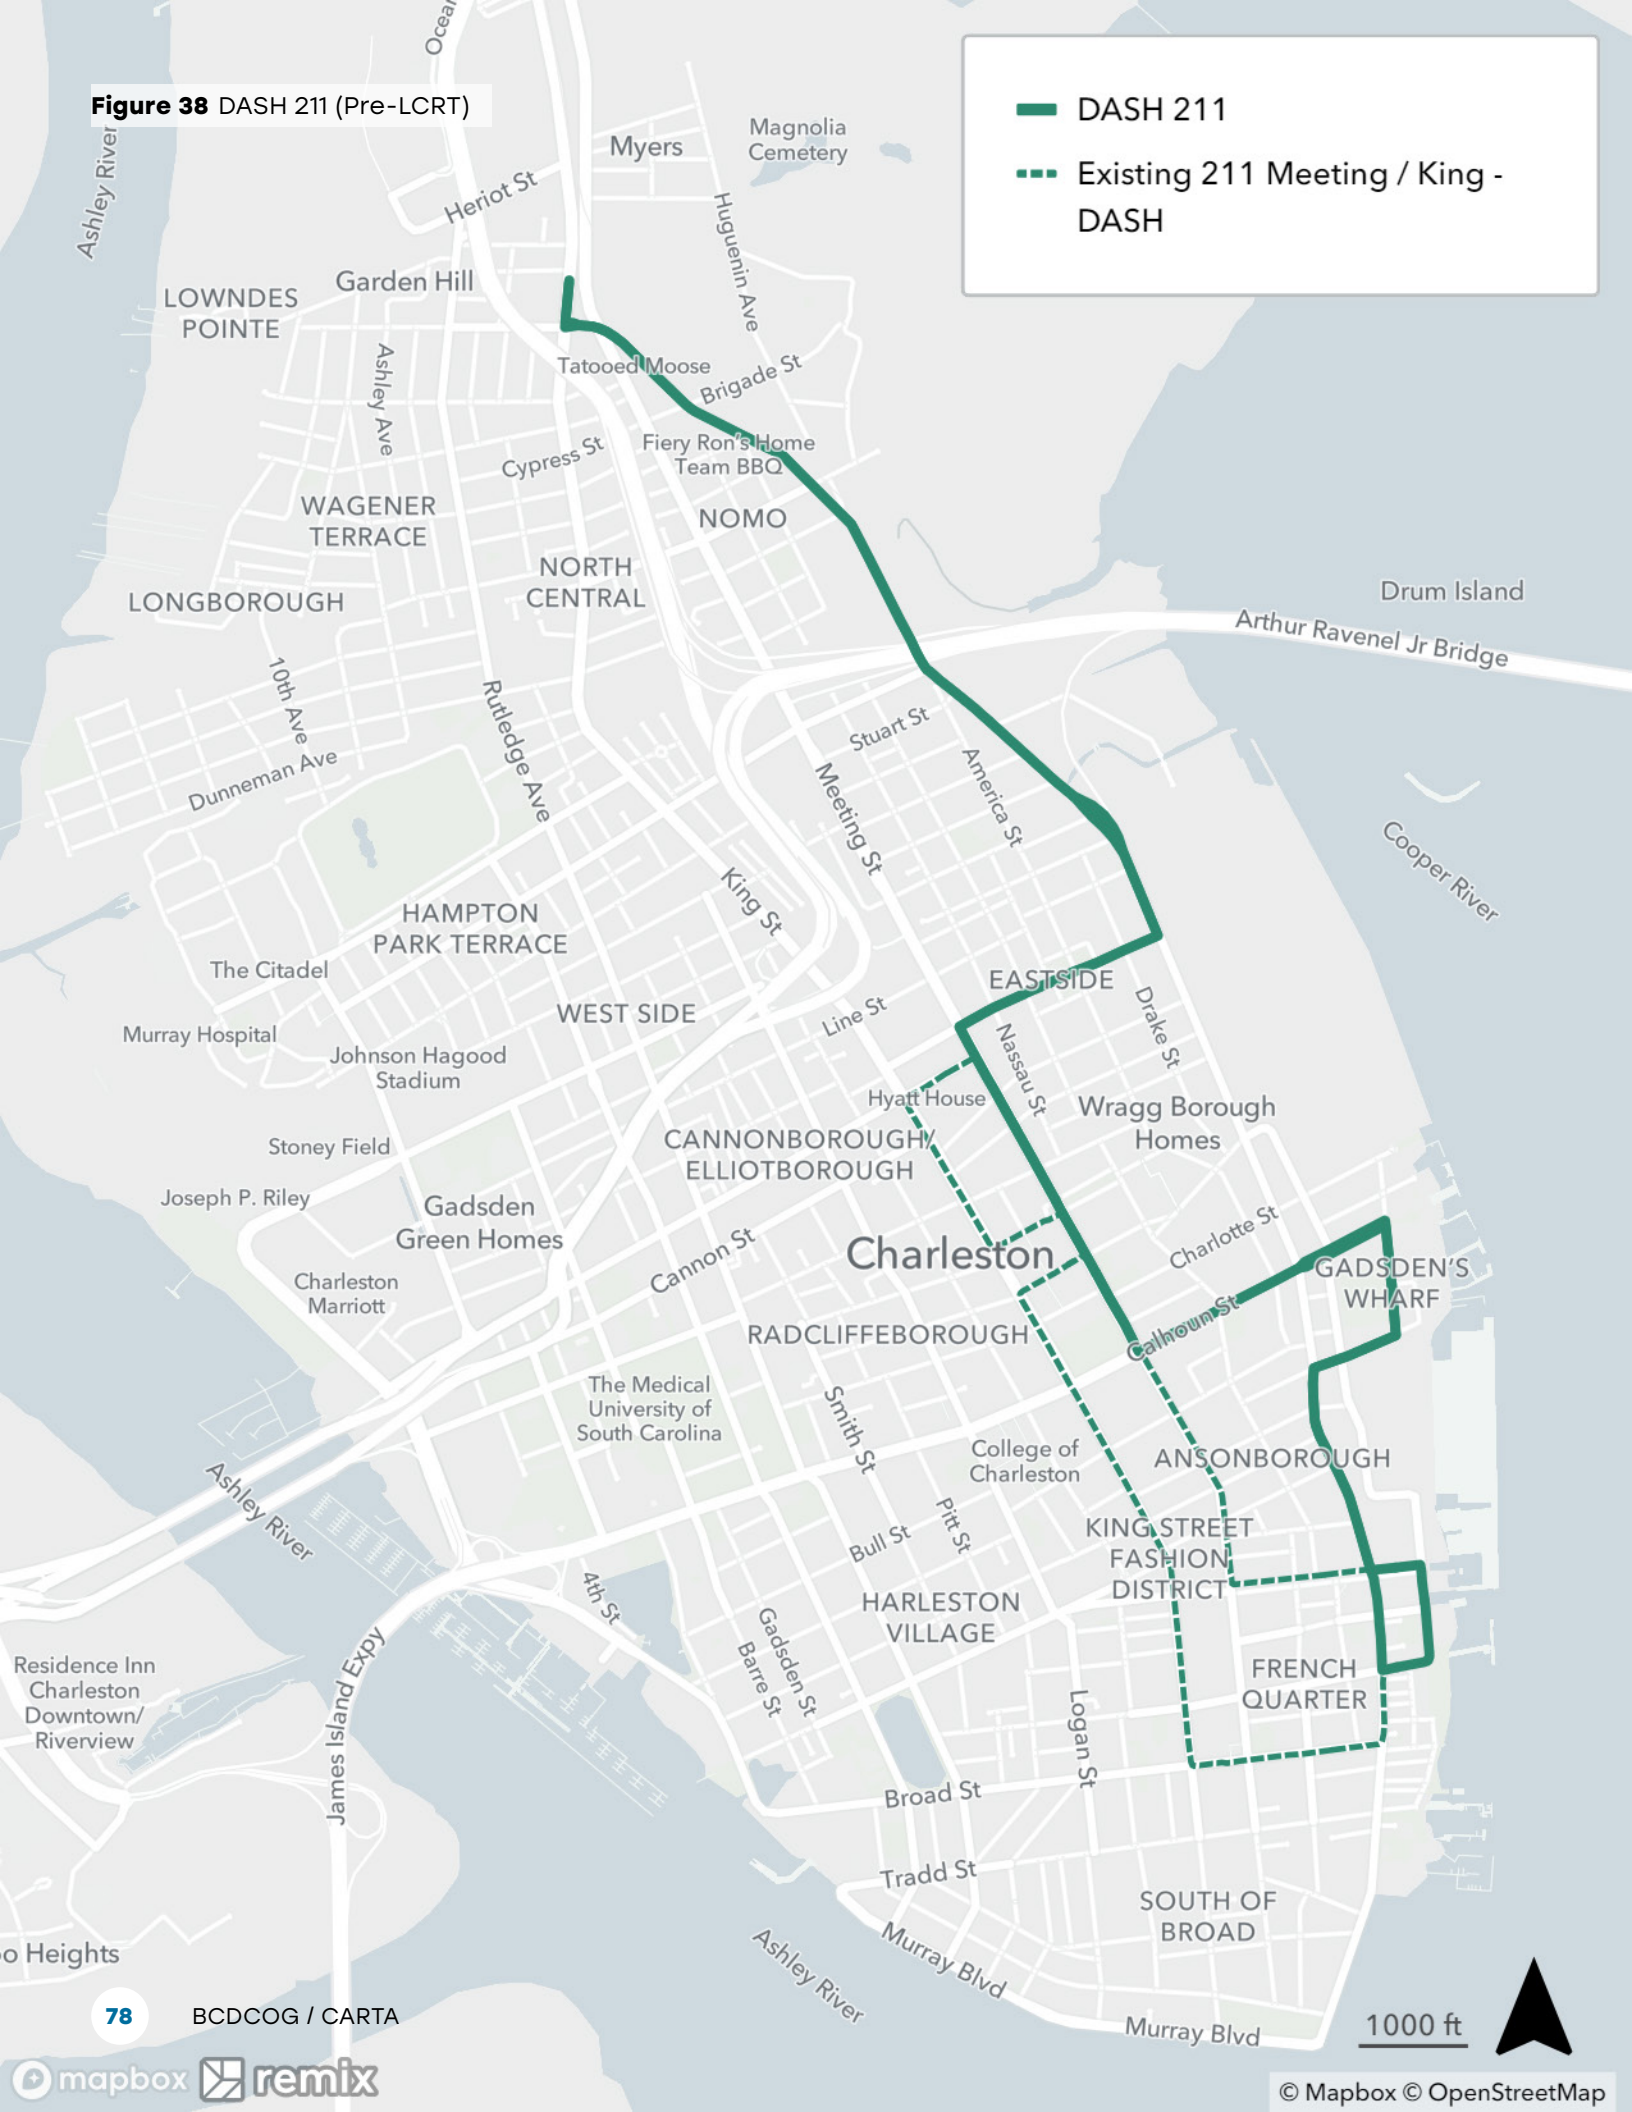 Ocean
Figure 38 DASH 211 (Pre-LCRT)
DASH 211
Existing 211 Meeting / King -
DASH
Ashley River
Heriot St
Myers
Magnolia
Cemetery
Huguenin Ave
Garden Hill
LOWNDES
POINTE
Ashley Ave
Tatooed Moose
Brigade St
Cypress St
Fiery Ron's Home
Team BBQ
WAGENER
TERRACE
NOMO
NORTH
CENTRAL
LONGBOROUGH
Drum Island
Arthur Ravenel Jr Bridge
10th Ave
Rutledge Ave
Dunneman Ave
Stuart St
America St
Meeting St
King St
Cooper River
HAMPTON
PARK TERRACE
The Citadel
EASTSIDE
WEST SIDE
Line St
Drake St
Nassau St
Murray Hospital
Johnson Hagood
Stadium
Hyatt House
Wragg Borough
Homes
Stoney Field
CANNONBOROUGH/
ELLIOTBOROUGH
Joseph P. Riley
Gadsden
Green Homes
Cannon St
Charleston
Charlotte St
GADSDEN'S
WHARF
Charleston
Marriott
RADCLIFFEBOROUGH
Calhoun St
The Medical
University of
South Carolina
Smith St
College of
Charleston
ANSONBOROUGH
Ashley River
Pitt St
Bull St
KING STREET
FASHION
DISTRICT
4th St
HARLESTON
VILLAGE
Gadsden St
Barre St
James Island Expy
Residence Inn
Charleston
Downtown/
Riverview
FRENCH
QUARTER
Logan St
Broad St
Tradd St
SOUTH OF
BROAD
Murray Blvd
Ashley River
o Heights
78
BCDCOG / CARTA
Murray Blvd
1000 ft
mapbox
remix
© Mapbox © OpenStreetMap